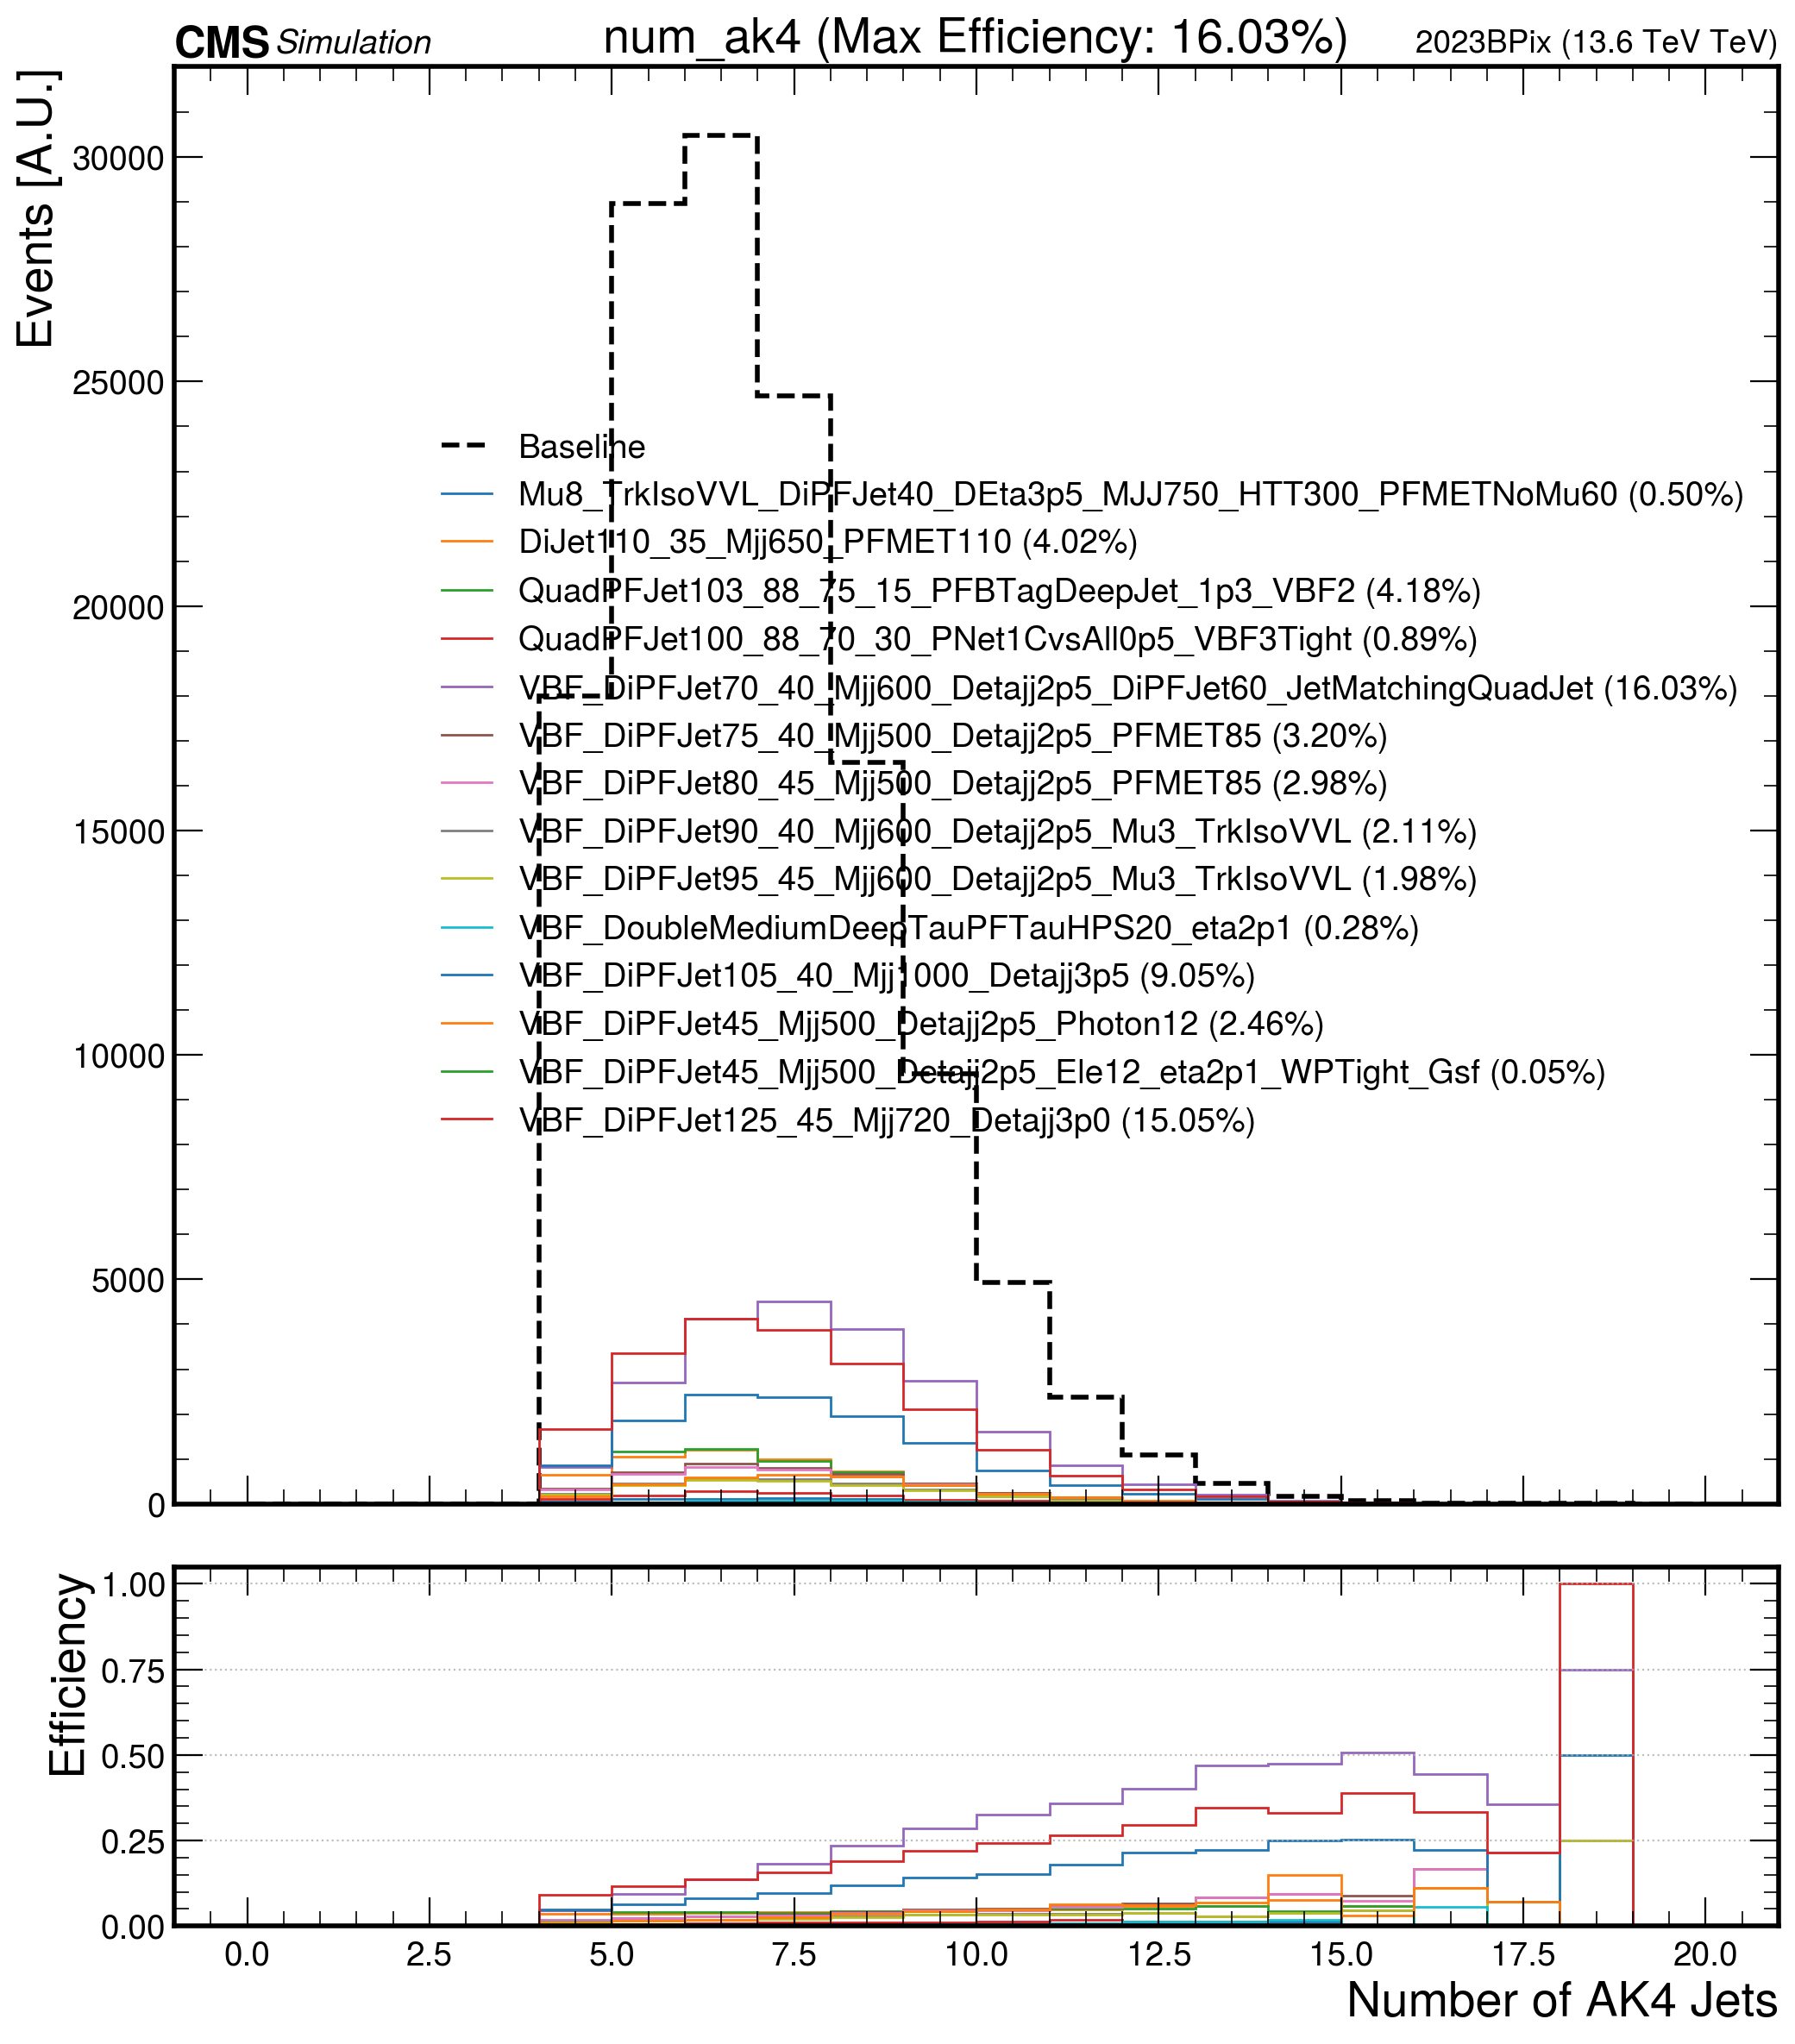 CMS Simulation num_ak4 (Max Efficiency: 16.03%) 2023BPix (13.6 TeV TeV)
Events [A.U.]
30000
25000
20000
15000
10000
5000
0
Baseline
Mu8_TrkIsoVVL_DiPFJet40_DEta3p5_MJJ750_HTT300_PFMETNoMu60 (0.50%)
DiJet110_35_Mjj650_PFMET110 (4.02%)
QuadPFJet103_88_75_15_PFBTagDeepJet_1p3_VBF2 (4.18%)
QuadPFJet100_88_70_30_PNet1CvsAll0p5_VBF3Tight (0.89%)
VBF_DiPFJet70_40_Mjj600_Detajj2p5_DiPFJet60_JetMatchingQuadJet (16.03%)
VBF_DiPFJet75_40_Mjj500_Detajj2p5_PFMET85 (3.20%)
VBF_DiPFJet80_45_Mjj500_Detajj2p5_PFMET85 (2.98%)
VBF_DiPFJet90_40_Mjj600_Detajj2p5_Mu3_TrkIsoVVL (2.11%)
VBF_DiPFJet95_45_Mjj600_Detajj2p5_Mu3_TrkIsoVVL (1.98%)
VBF_DoubleMediumDeepTauPFTauHPS20_eta2p1 (0.28%)
VBF_DiPFJet105_40_Mjj1000_Detajj3p5 (9.05%)
VBF_DiPFJet45_Mjj500_Detajj2p5_Photon12 (2.46%)
VBF_DiPFJet45_Mjj500_Detajj2p5_Ele12_eta2p1_WPTight_Gsf (0.05%)
VBF_DiPFJet125_45_Mjj720_Detajj3p0 (15.05%)
Efficiency
1.00
0.75
0.50
0.25
0.00
0.0 2.5 5.0 7.5 10.0 12.5 15.0 17.5 20.0
Number of AK4 Jets